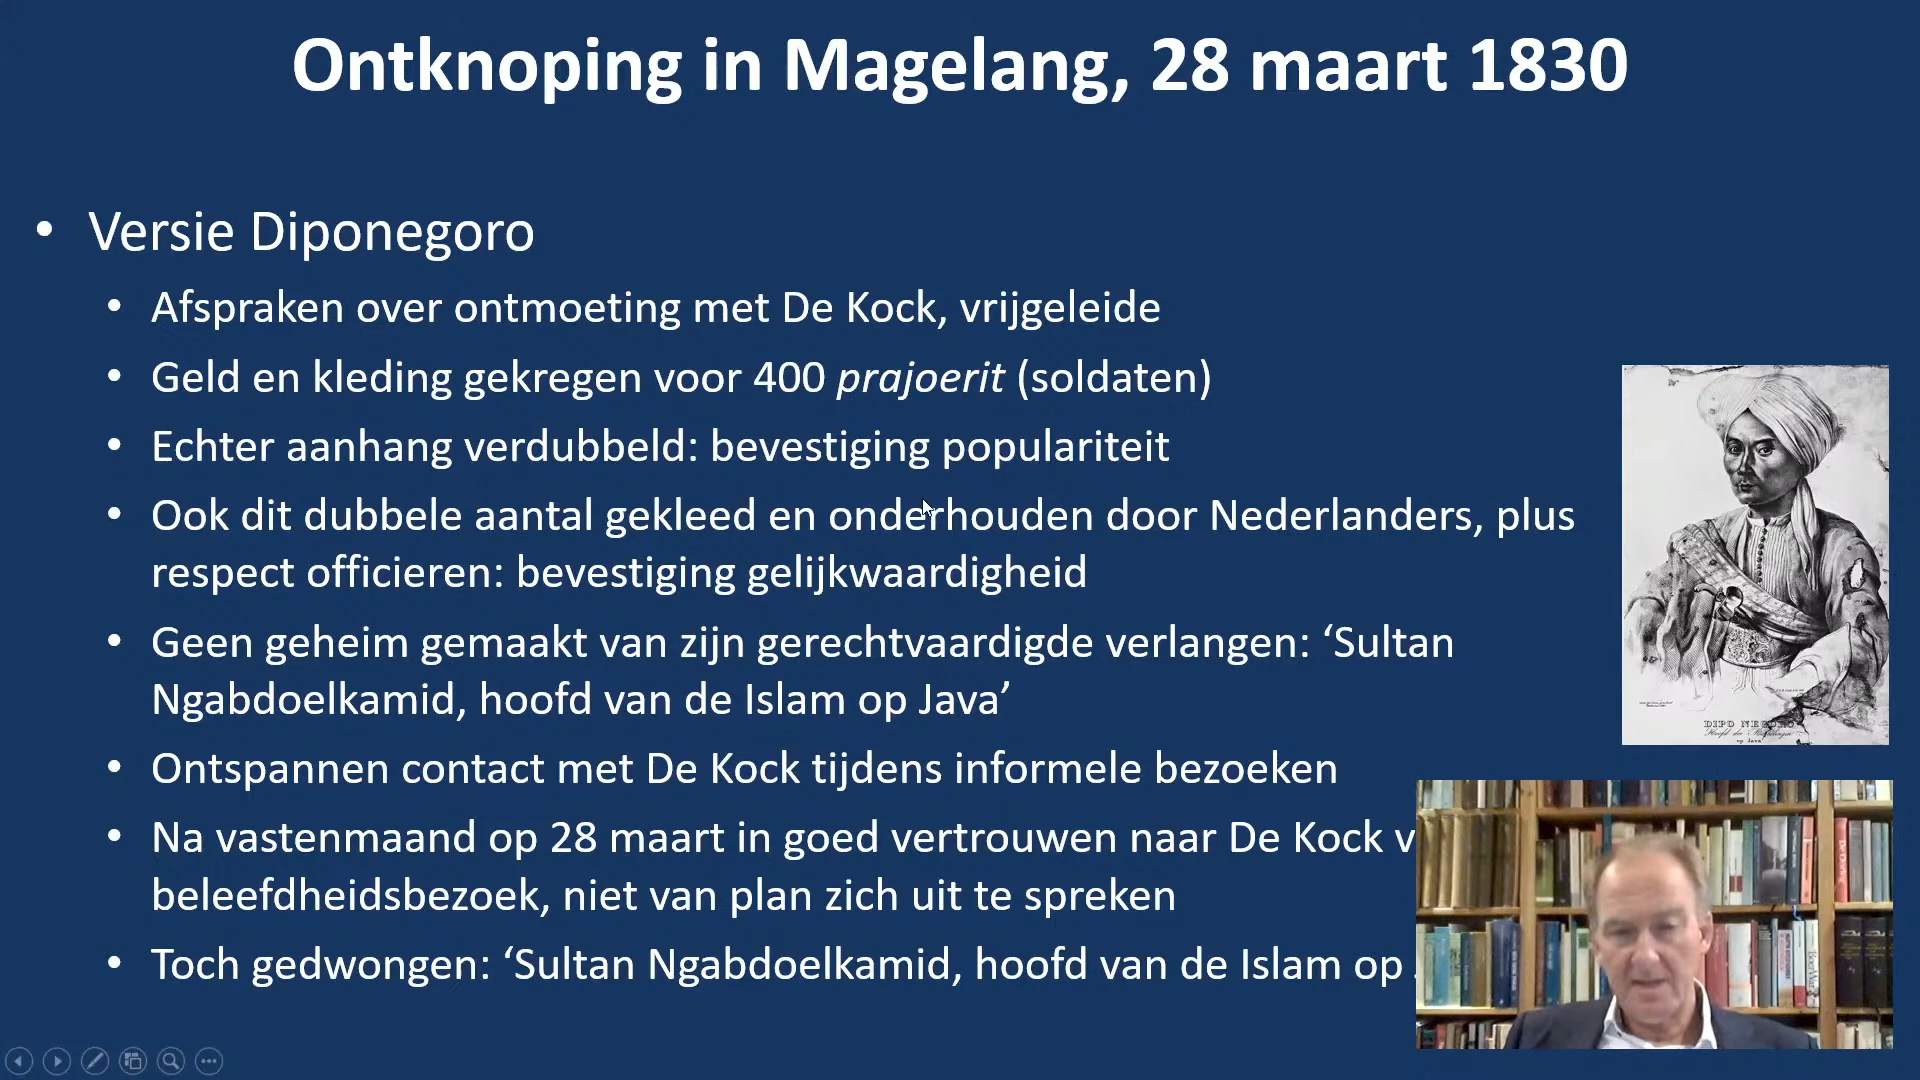 Ontknoping in Magelang, 28 maart 1830
• Versie Diponegoro
• Afspraken over ontmoeting met De Kock, vrijgeleide
• Geld en kleding gekregen voor 400 prajoerit (soldaten)
• Echter aanhang verdubbeld: bevestiging populariteit
• Ook dit dubbele aantal gekleed en onderhouden door Nederlanders, plus
respect officieren: bevestiging gelijkwaardigheid
• Geen geheim gemaakt van zijn gerechtvaardigde verlangen: ‘Sultan
Ngabdoelkamid, hoofd van de Islam op Java’
• Ontspannen contact met De Kock tijdens informele bezoeken
• Na vastenmaand op 28 maart in goed vertrouwen naar De Kock v
beleefdheidsbezoek, niet van plan zich uit te spreken
• Toch gedwongen: ‘Sultan Ngabdoelkamid, hoofd van de Islam op
DIPO NEGORO
op Java